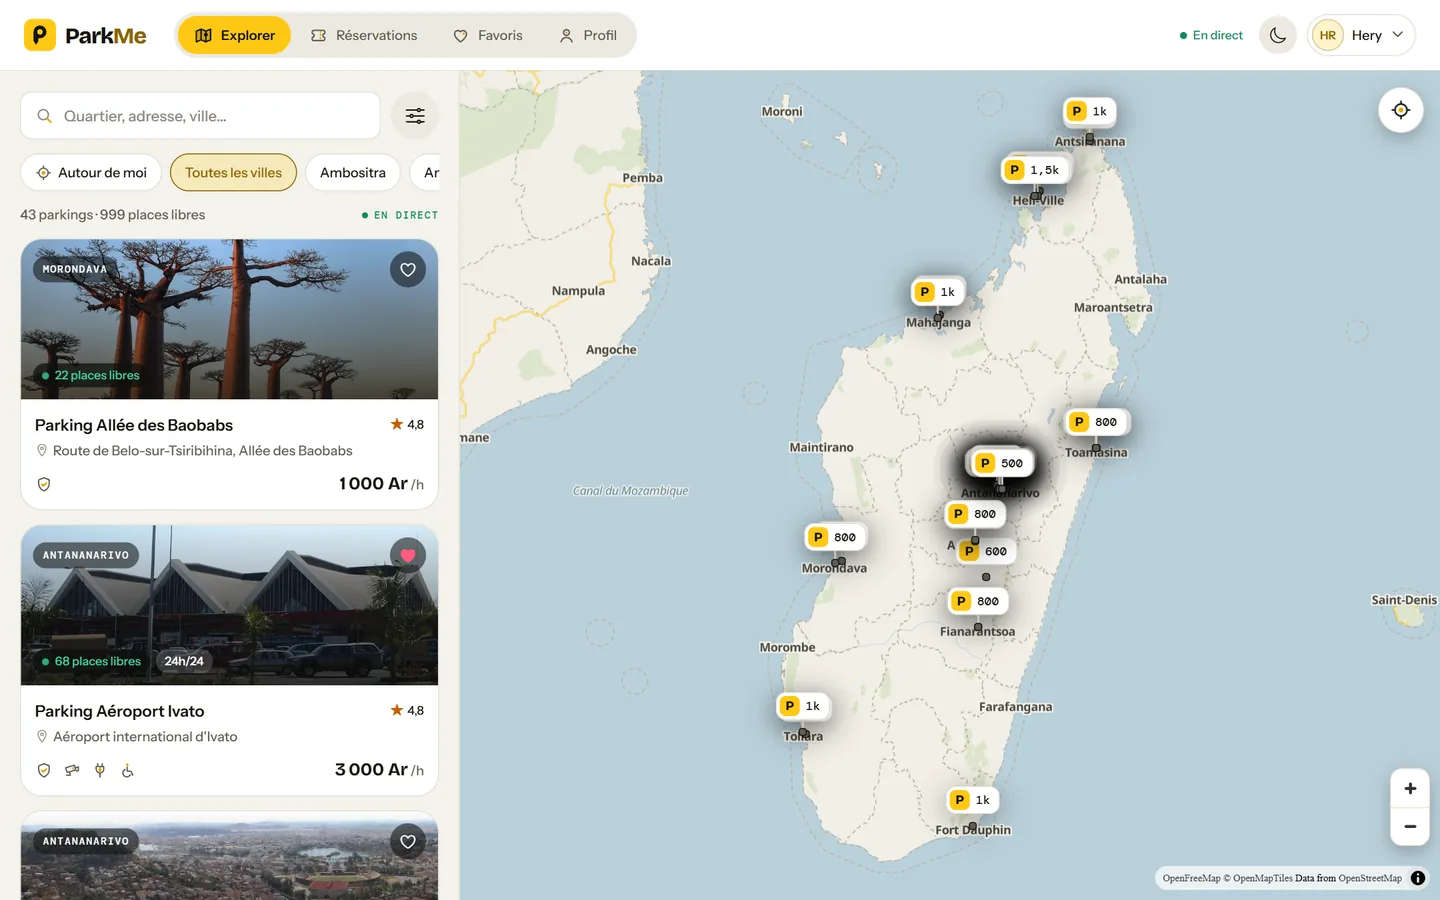 ParkMe
Explorer
Réservations
Favoris
Profil
En direct
HR
Hery
Quartier, adresse, ville...
Autour de moi
Toutes les villes
Ambositra
Ar
43 parkings · 999 places libres
EN DIRECT
MORONDAVA
22 places libres
Parking Allée des Baobabs
4,8
Route de Belo-sur-Tsiribihina, Allée des Baobabs
1 000 Ar /h
ANTANANARIVO
68 places libres
24h/24
Parking Aéroport Ivato
4,8
Aéroport international d'Ivato
3 000 Ar /h
ANTANANARIVO
Moroni
P 1k
Antsiranana
P 1,5k
Hell-Ville
Pemba
Nacala
Nampula
Angoche
mane
P 1k
Mahajanga
Antalaha
Maroantsetra
P 800
Toamasina
Maintirano
P 500
Antananarivo
Canal du Mozambique
P 800
A
P 600
P 800
Morondava
P 800
Fianarantsoa
Saint-Denis
Morombe
P 1k
Toliara
Farafangana
P 1k
Fort Dauphin
+
−
OpenFreeMap © OpenMapTiles Data from OpenStreetMap